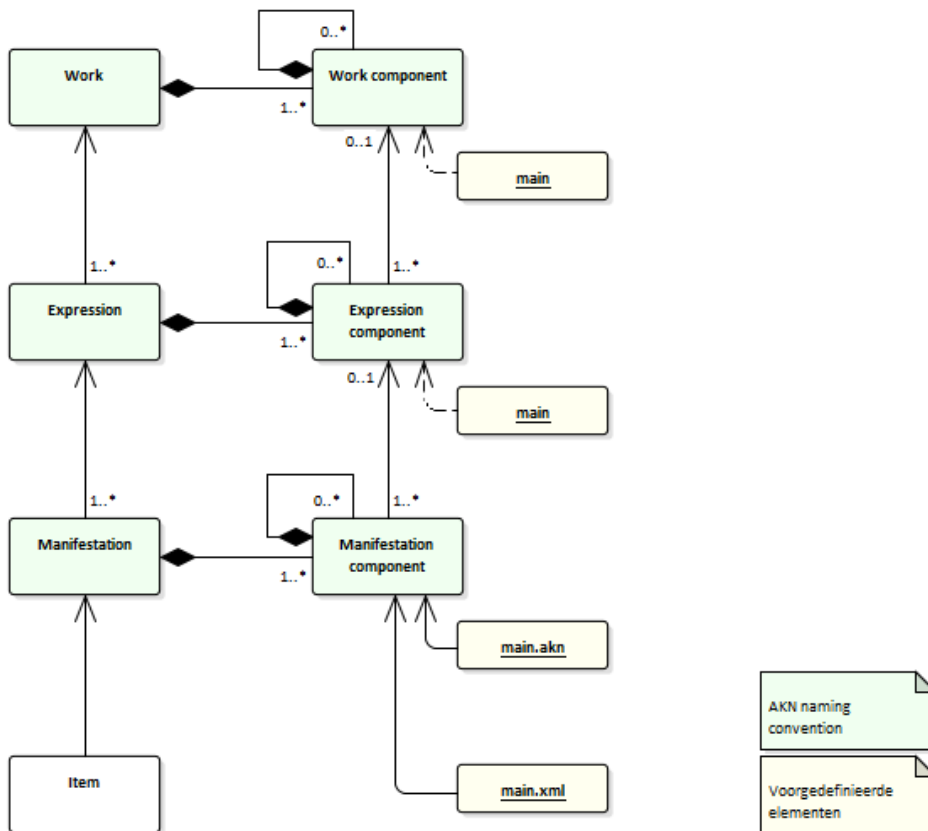 0..*
Work
Work component
1..*
0..1
main
1..*
0..*
1..*
Expression
Expression
component
1..*
0..1
main
1..*
0..*
1..*
Manifestation
Manifestation
component
1..*
main.akn
AKN naming
convention
Item
main.xml
Voorgedefinieerde
elementen